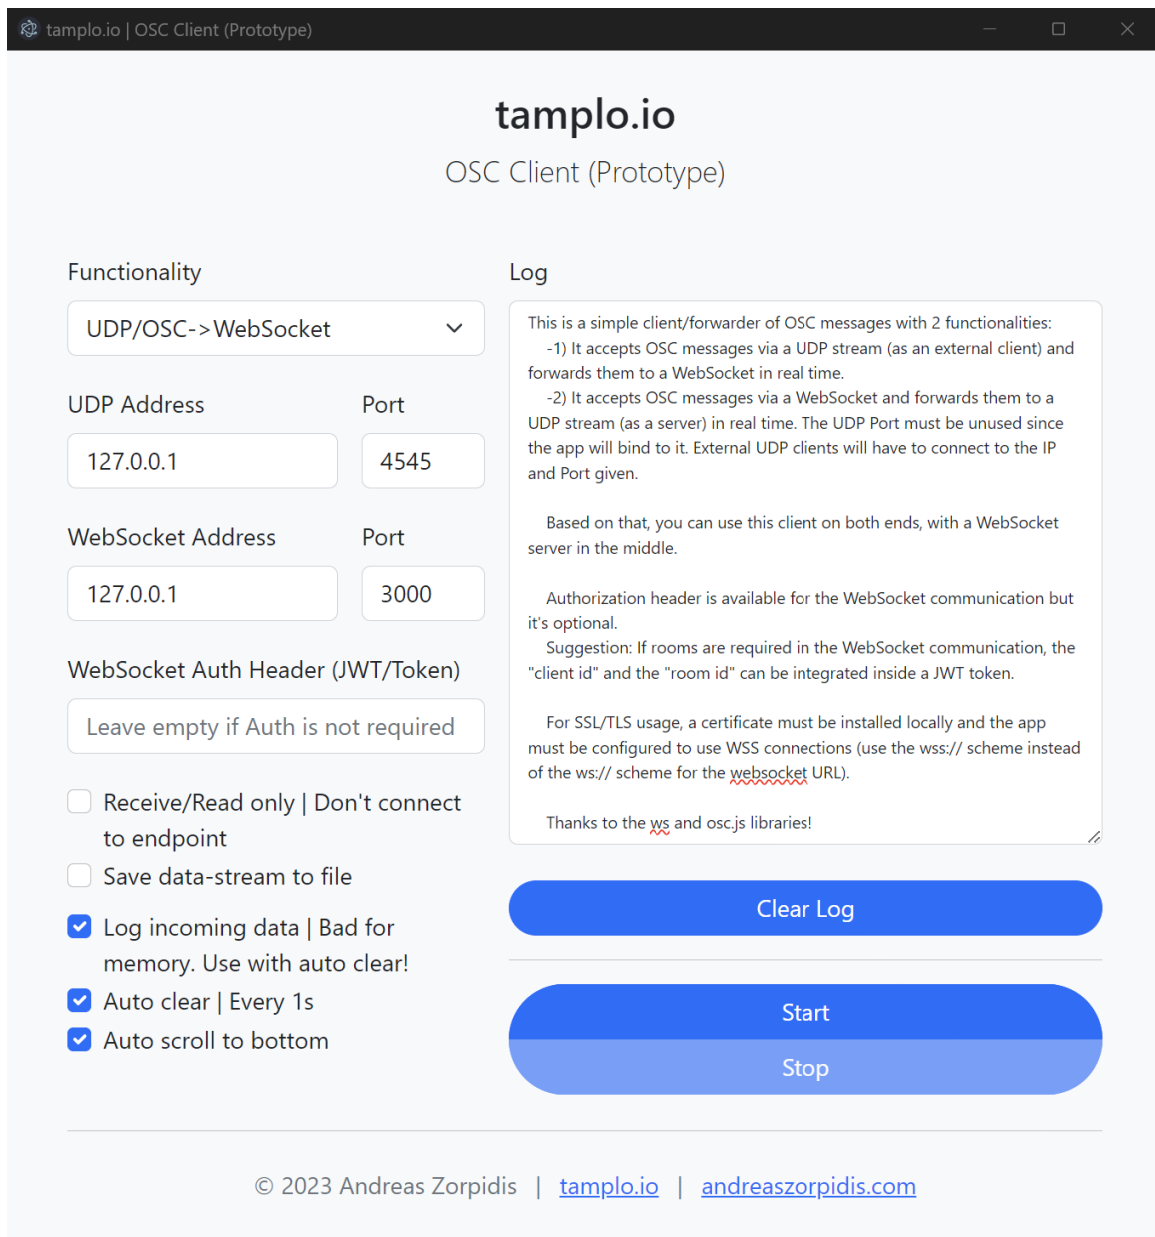 tamplo.io | OSC Client (Prototype)
tamplo.io
OSC Client (Prototype)
Functionality
UDP/OSC->WebSocket
UDP Address
Port
127.0.0.1
4545
WebSocket Address
Port
127.0.0.1
3000
WebSocket Auth Header (JWT/Token)
Leave empty if Auth is not required
Receive/Read only | Don't connect
to endpoint
Save data-stream to file
Log incoming data | Bad for
memory. Use with auto clear!
Auto clear | Every 1s
Auto scroll to bottom
Log
This is a simple client/forwarder of OSC messages with 2 functionalities:
-1) It accepts OSC messages via a UDP stream (as an external client) and
forwards them to a WebSocket in real time.
-2) It accepts OSC messages via a WebSocket and forwards them to a
UDP stream (as a server) in real time. The UDP Port must be unused since
the app will bind to it. External UDP clients will have to connect to the IP
and Port given.
Based on that, you can use this client on both ends, with a WebSocket
server in the middle.
Authorization header is available for the WebSocket communication but
it's optional.
Suggestion: If rooms are required in the WebSocket communication, the
"client id" and the "room id" can be integrated inside a JWT token.
For SSL/TLS usage, a certificate must be installed locally and the app
must be configured to use WSS connections (use the wss:// scheme instead
of the ws:// scheme for the websocket URL).
Thanks to the ws and osc.js libraries!
Clear Log
Start
Stop
© 2023 Andreas Zorpidis | tamplo.io | andreaszorpidis.com